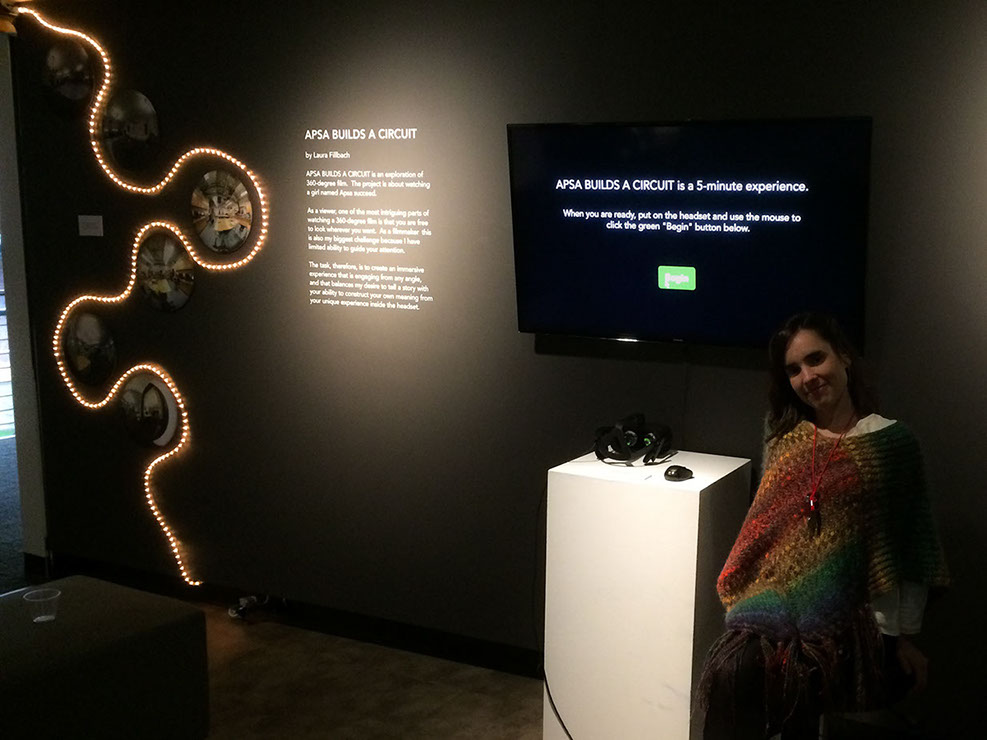 APSA BUILDS A CIRCUIT
by Laura Fillbach
APSA BUILDS A CIRCUIT is an exploration of
360-degree film. The project is about watching
a girl named Apsa succeed.
As a viewer, one of the most intriguing parts of
watching a 360-degree film is that you are free
to look wherever you want. As a filmmaker this
is also my biggest challenge because I have
limited ability to guide your attention.
The task, therefore, is to create an immersive
experience that is engaging from any angle,
and that balances my desire to tell a story with
your ability to construct your own meaning from
your unique experience inside the headset.
APSA BUILDS A CIRCUIT is a 5-minute experience.
When you are ready, put on the headset and use the mouse to
click the green "Begin" button below.
Begin